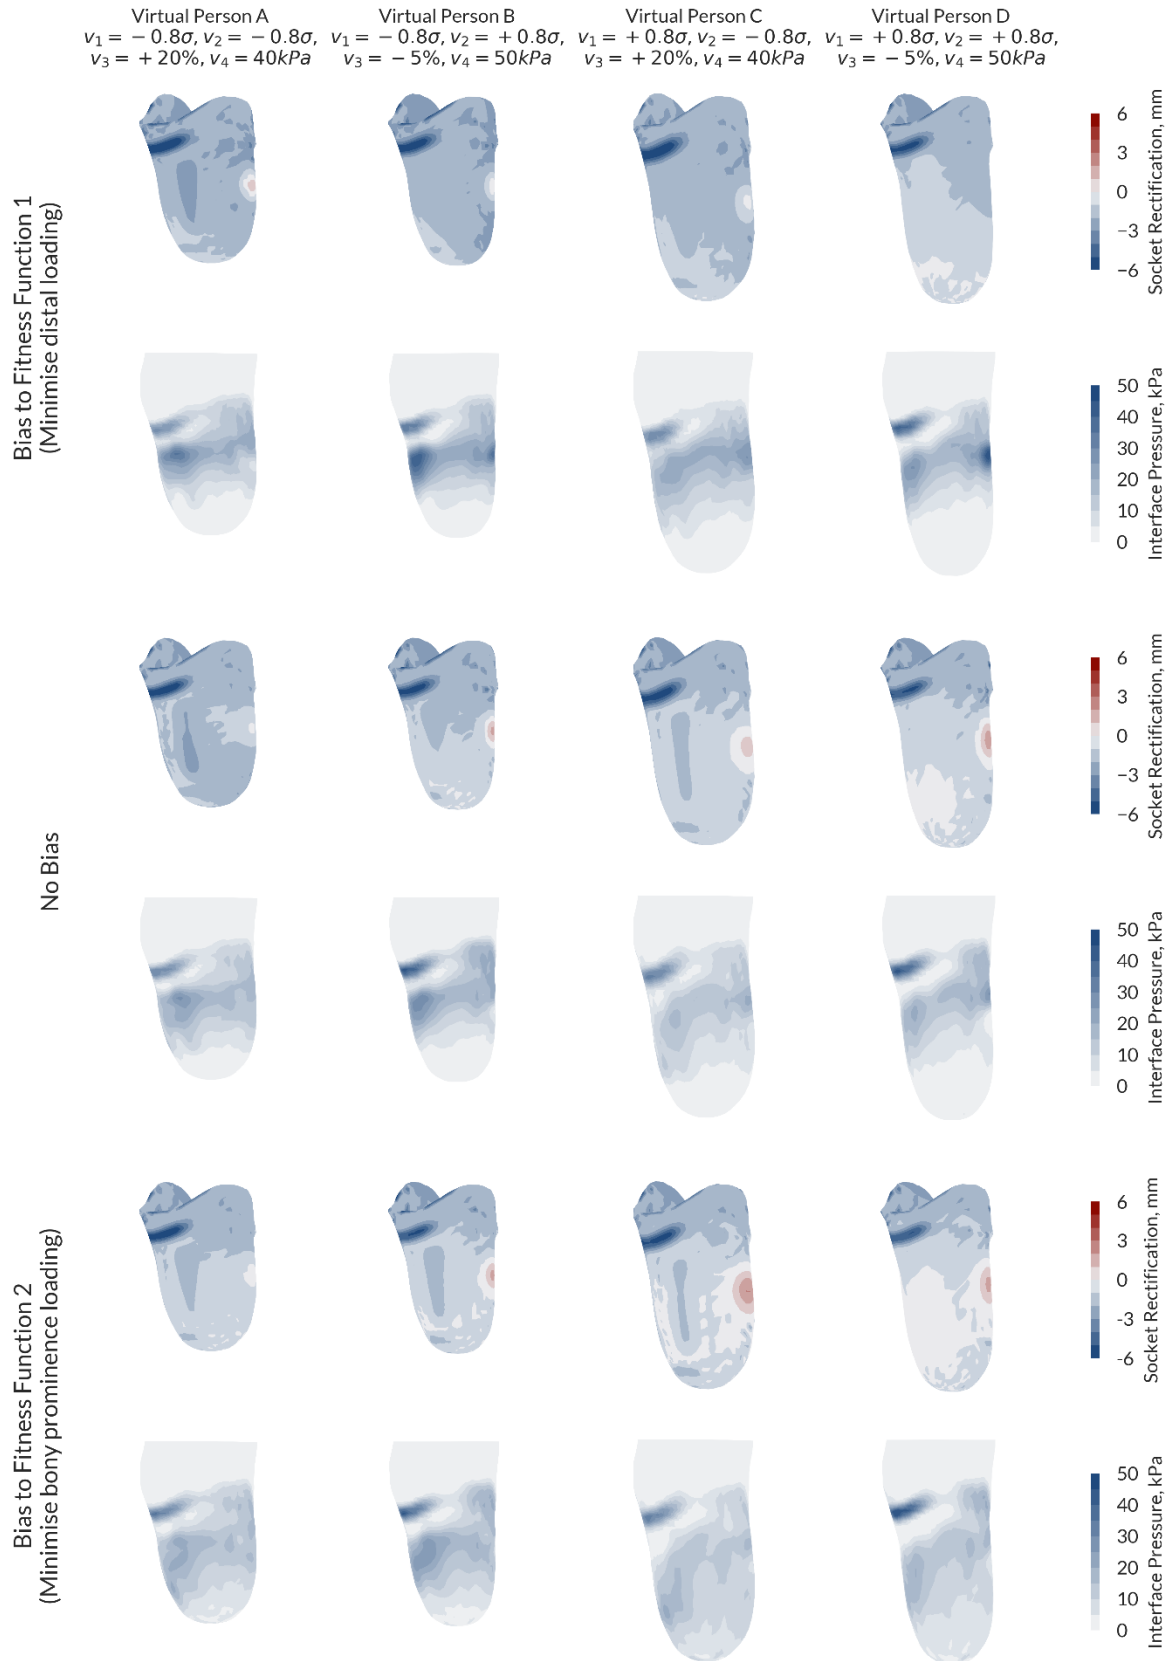 Virtual Person A
v₁ = −0.8σ, v₂ = −0.8σ,
v₃ = +20%, v₄ = 40kPa
Virtual Person B
v₁ = −0.8σ, v₂ = +0.8σ,
v₃ = −5%, v₄ = 50kPa
Virtual Person C
v₁ = +0.8σ, v₂ = −0.8σ,
v₃ = +20%, v₄ = 40kPa
Virtual Person D
v₁ = +0.8σ, v₂ = +0.8σ,
v₃ = −5%, v₄ = 50kPa
Bias to Fitness Function 1
(Minimise distal loading)
6
3
0
−3
−6
Socket Rectification, mm
50
40
30
20
10
0
Interface Pressure, kPa
No Bias
6
3
0
−3
−6
Socket Rectification, mm
50
40
30
20
10
0
Interface Pressure, kPa
Bias to Fitness Function 2
(Minimise bony prominence loading)
6
3
0
−3
-6
Socket Rectification, mm
50
40
30
20
10
0
Interface Pressure, kPa